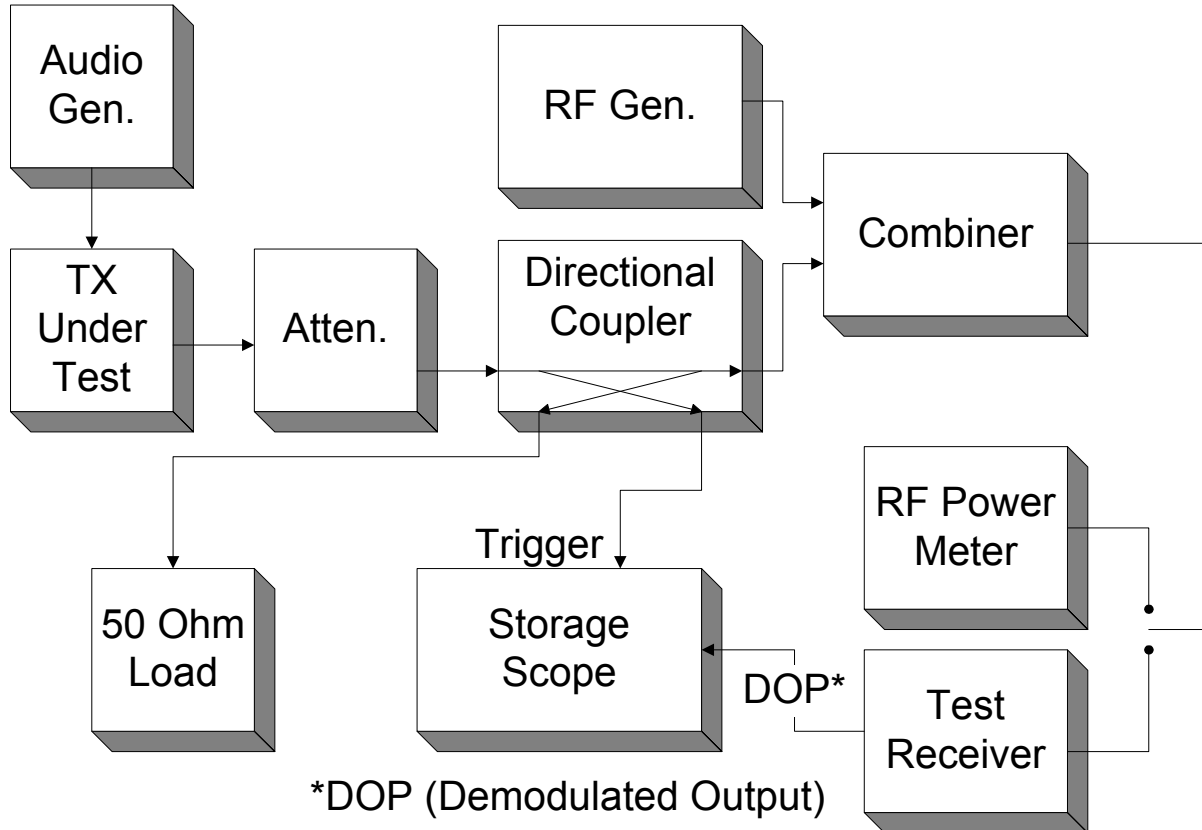 Audio
Gen.
RF Gen.
Combiner
TX
Under
Test
Atten.
Directional
Coupler
RF Power
Meter
Trigger
50 Ohm
Load
Storage
Scope
DOP*
Test
Receiver
*DOP (Demodulated Output)